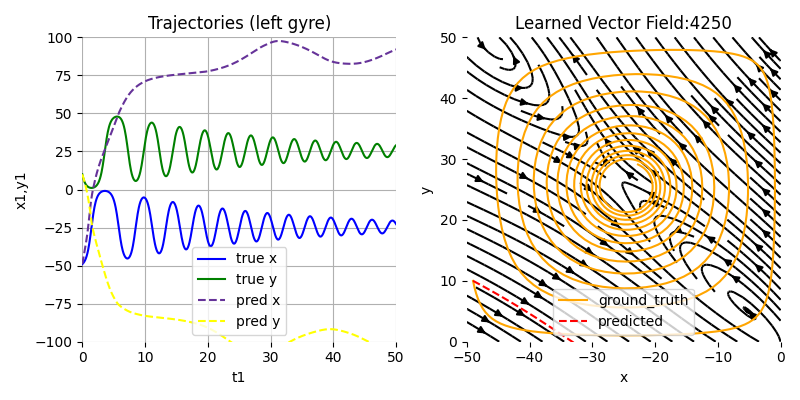 Trajectories (left gyre)
x1,y1
100
75
50
25
0
−25
−50
−75
−100
true x
true y
pred x
pred y
0 10 20 30 40 50
t1
Learned Vector Field:4250
y
50
40
30
20
10
0
ground_truth
predicted
−50 −40 −30 −20 −10 0
x